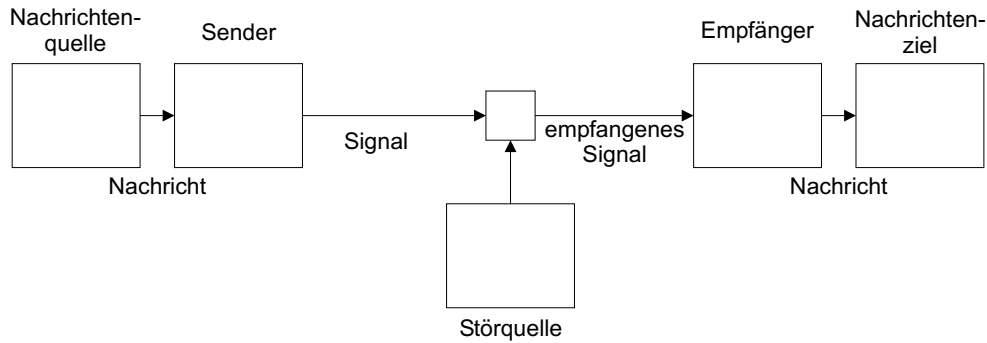 Nachrichten-
quelle
Sender
Empfänger
Nachrichten-
ziel
Signal
empfangenes
Signal
Nachricht
Nachricht
Störquelle